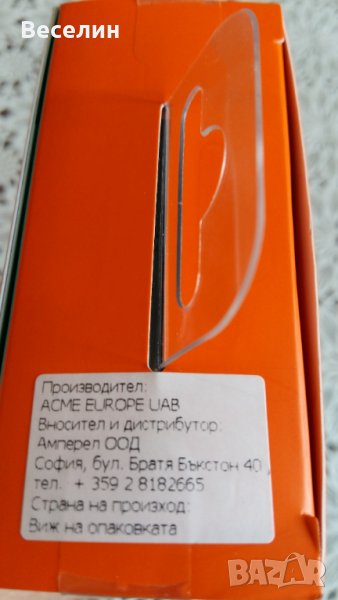 Веселин
Производител:
ACME EUROPE UAB
Вносител и дистрибутор:
Амперел ООД
София, бул. Братя Бъкстон 40 ,
тел. + 359 2 8182665
Страна на произход:
Виж на опаковката
BAZAR